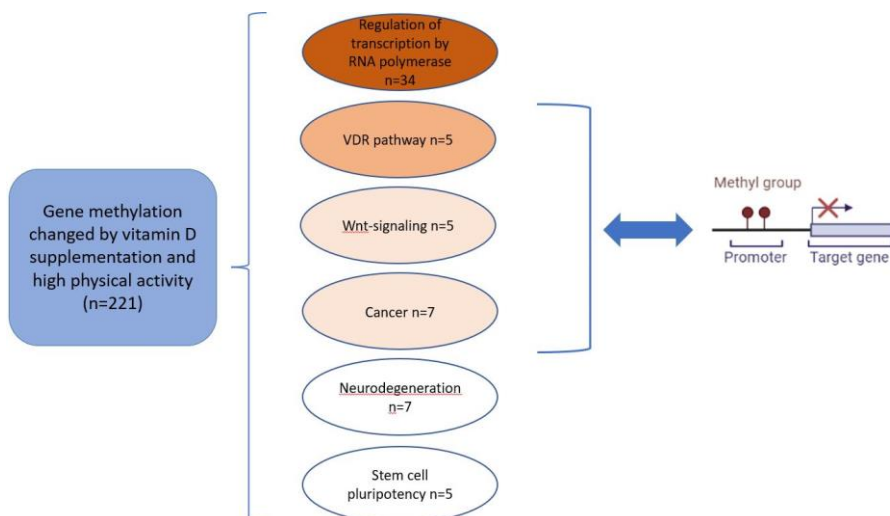 Regulation of
transcription by
RNA polymerase
n=34
VDR pathway n=5
Wnt-signaling n=5
Cancer n=7
Neurodegeneration
n=7
Stem cell
pluripotency n=5
Gene methylation
changed by vitamin D
supplementation and
high physical activity
(n=221)
Methyl group
Promoter
Target gene